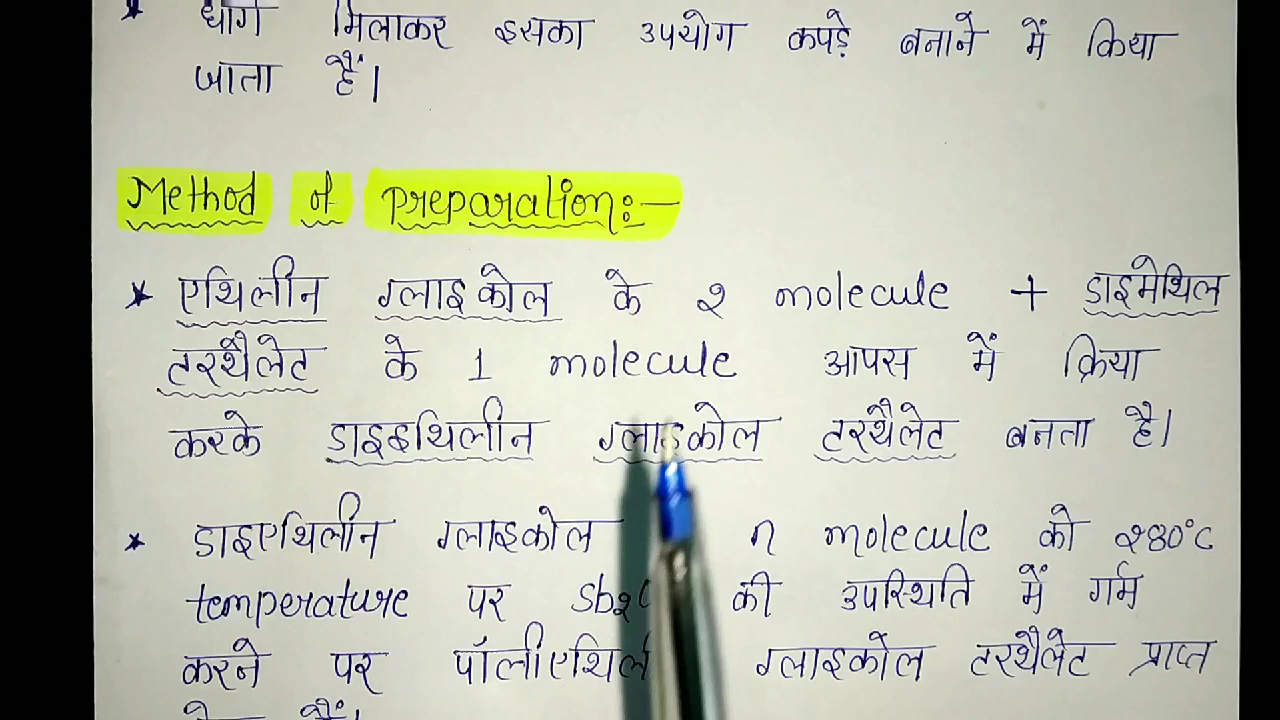 * धागे मिलाकर इसका उपयोग कपड़े बनाने में किया
जाता हैं।
Method of preparation:-
* एथिलीन ग्लाइकोल के 2 molecule + डाइमेथिल
टरथैलेट के 1 molecule आपस में क्रिया
करके डाइइथिलीन ग्लाइकोल टरथैलेट बनता है।
* डाइएथिलीन ग्लाइकोल n molecule को 280°C
temperature पर की उपस्थिति में गर्म
करने पर ग्लाइकोल टरथैलेट प्राप्त